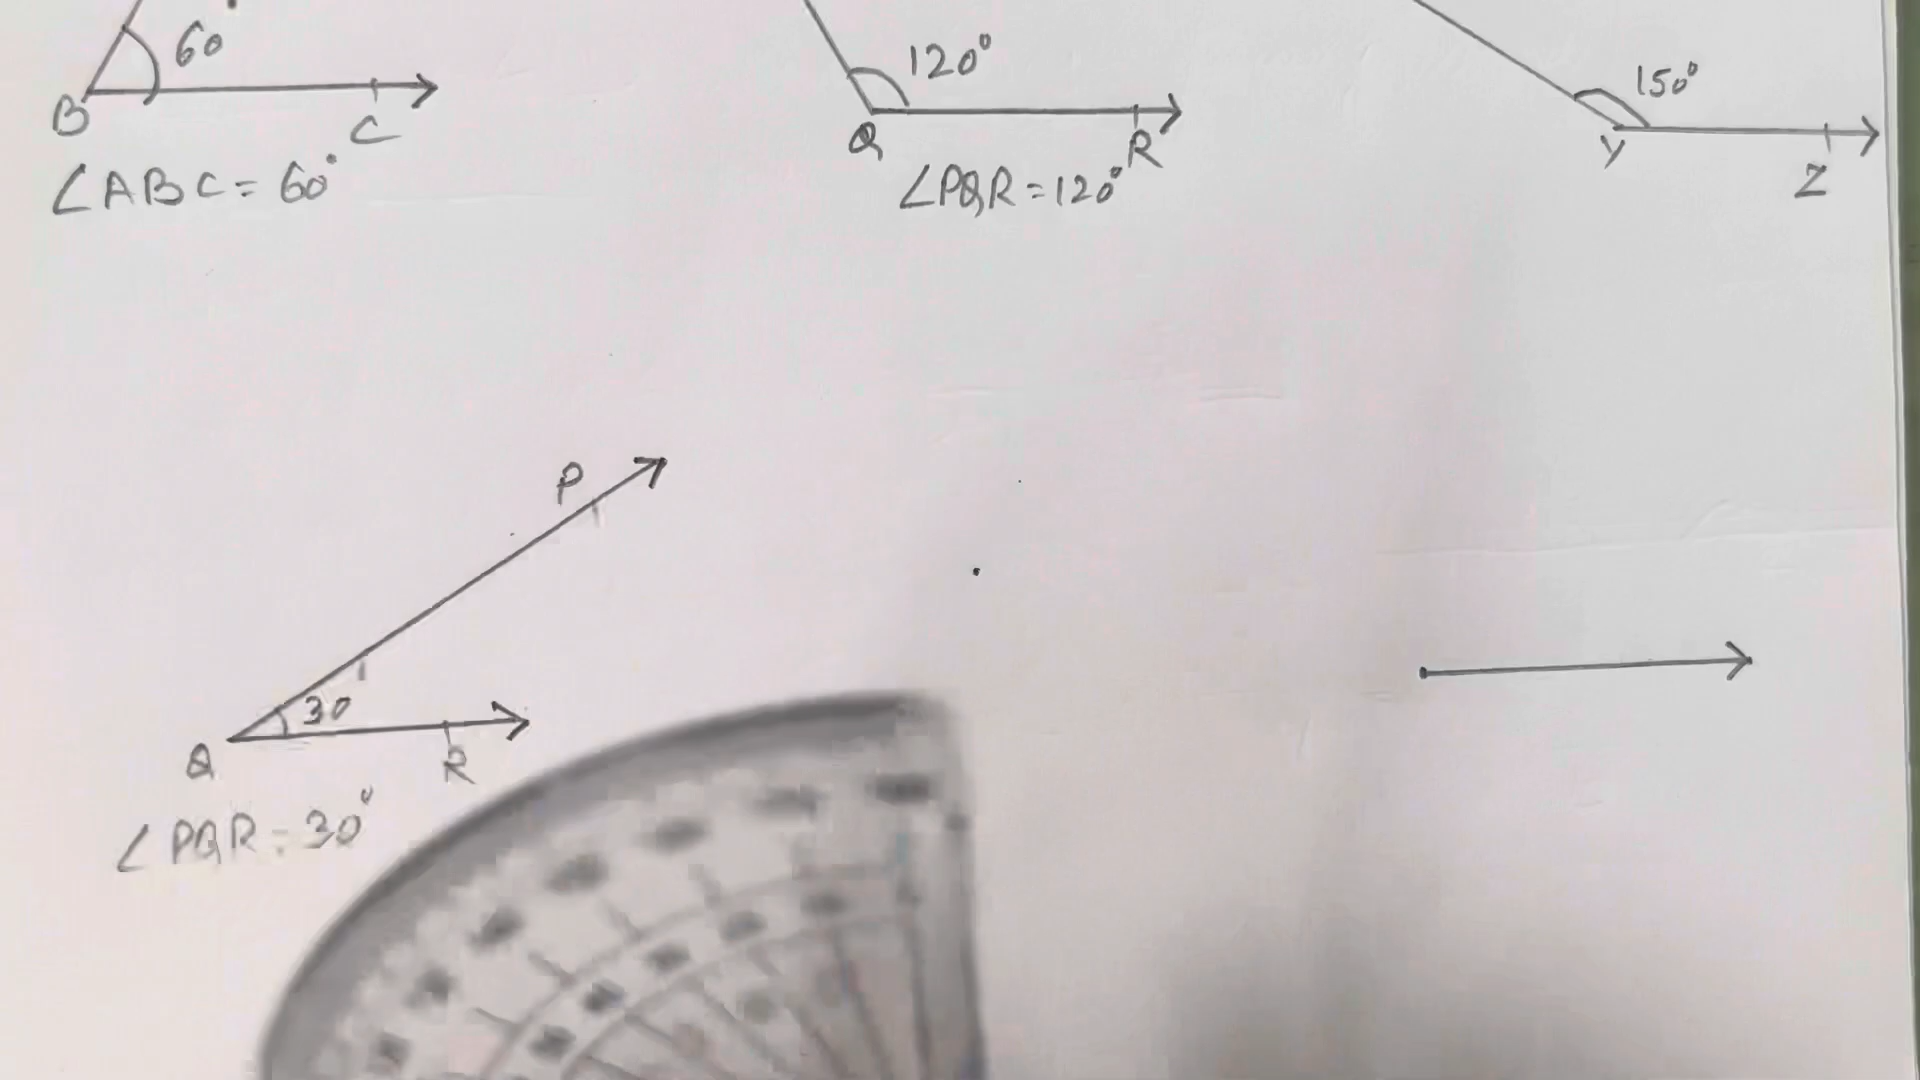 60°
B
C
∠ABC = 60°
120°
Q
R
∠PQR = 120°
150°
Y
Z
P
30
Q
R
∠PQR = 30°